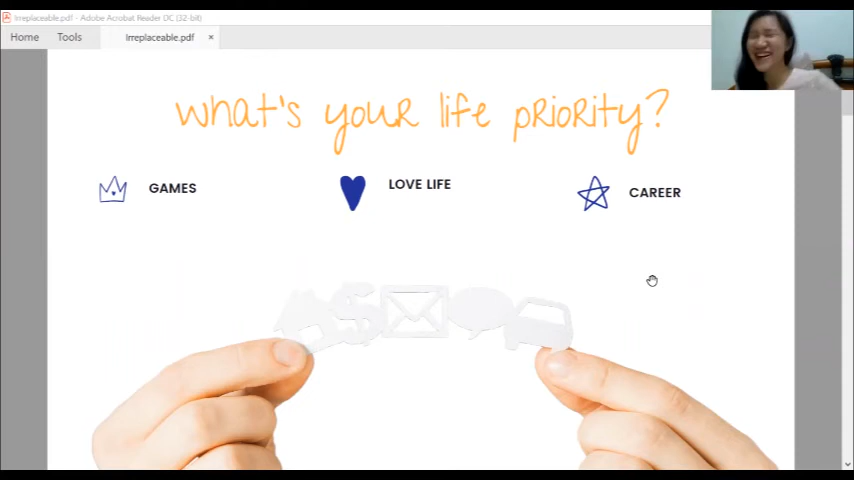 Irreplaceable.pdf - Adobe Acrobat Reader DC (32-bit)
Home Tools Irreplaceable.pdf ×
what's your life priority?
GAMES LOVE LIFE CAREER